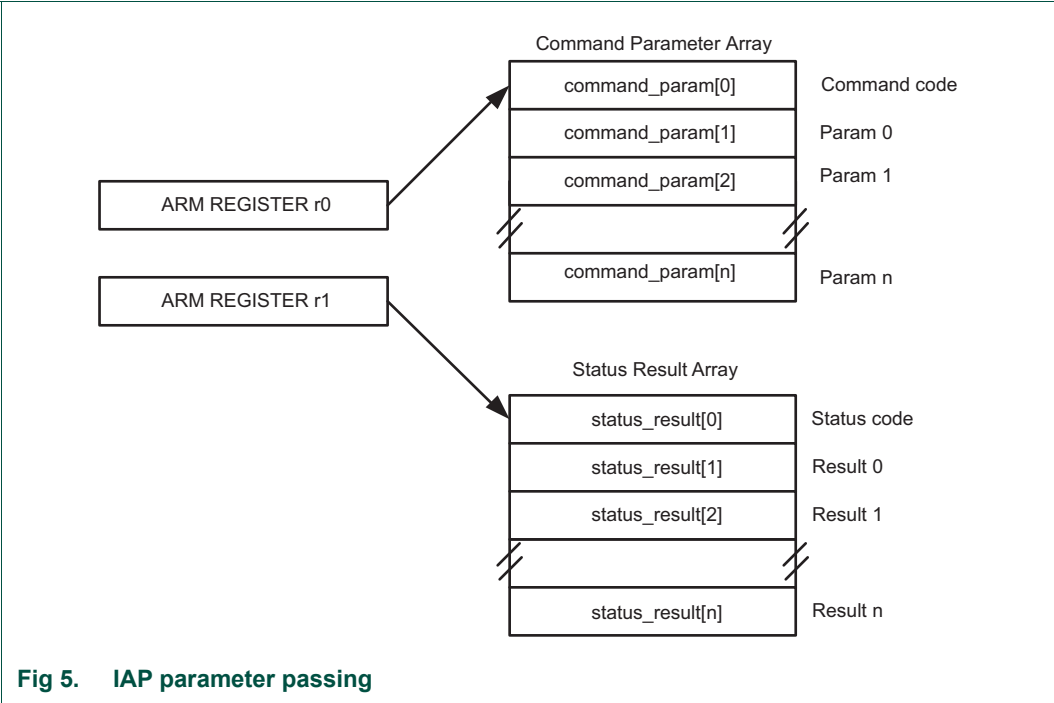 Command Parameter Array
command_param[0] Command code
command_param[1] Param 0
command_param[2] Param 1
ARM REGISTER r0
command_param[n] Param n
ARM REGISTER r1
Status Result Array
status_result[0] Status code
status_result[1] Result 0
status_result[2] Result 1
status_result[n] Result n
Fig 5. IAP parameter passing